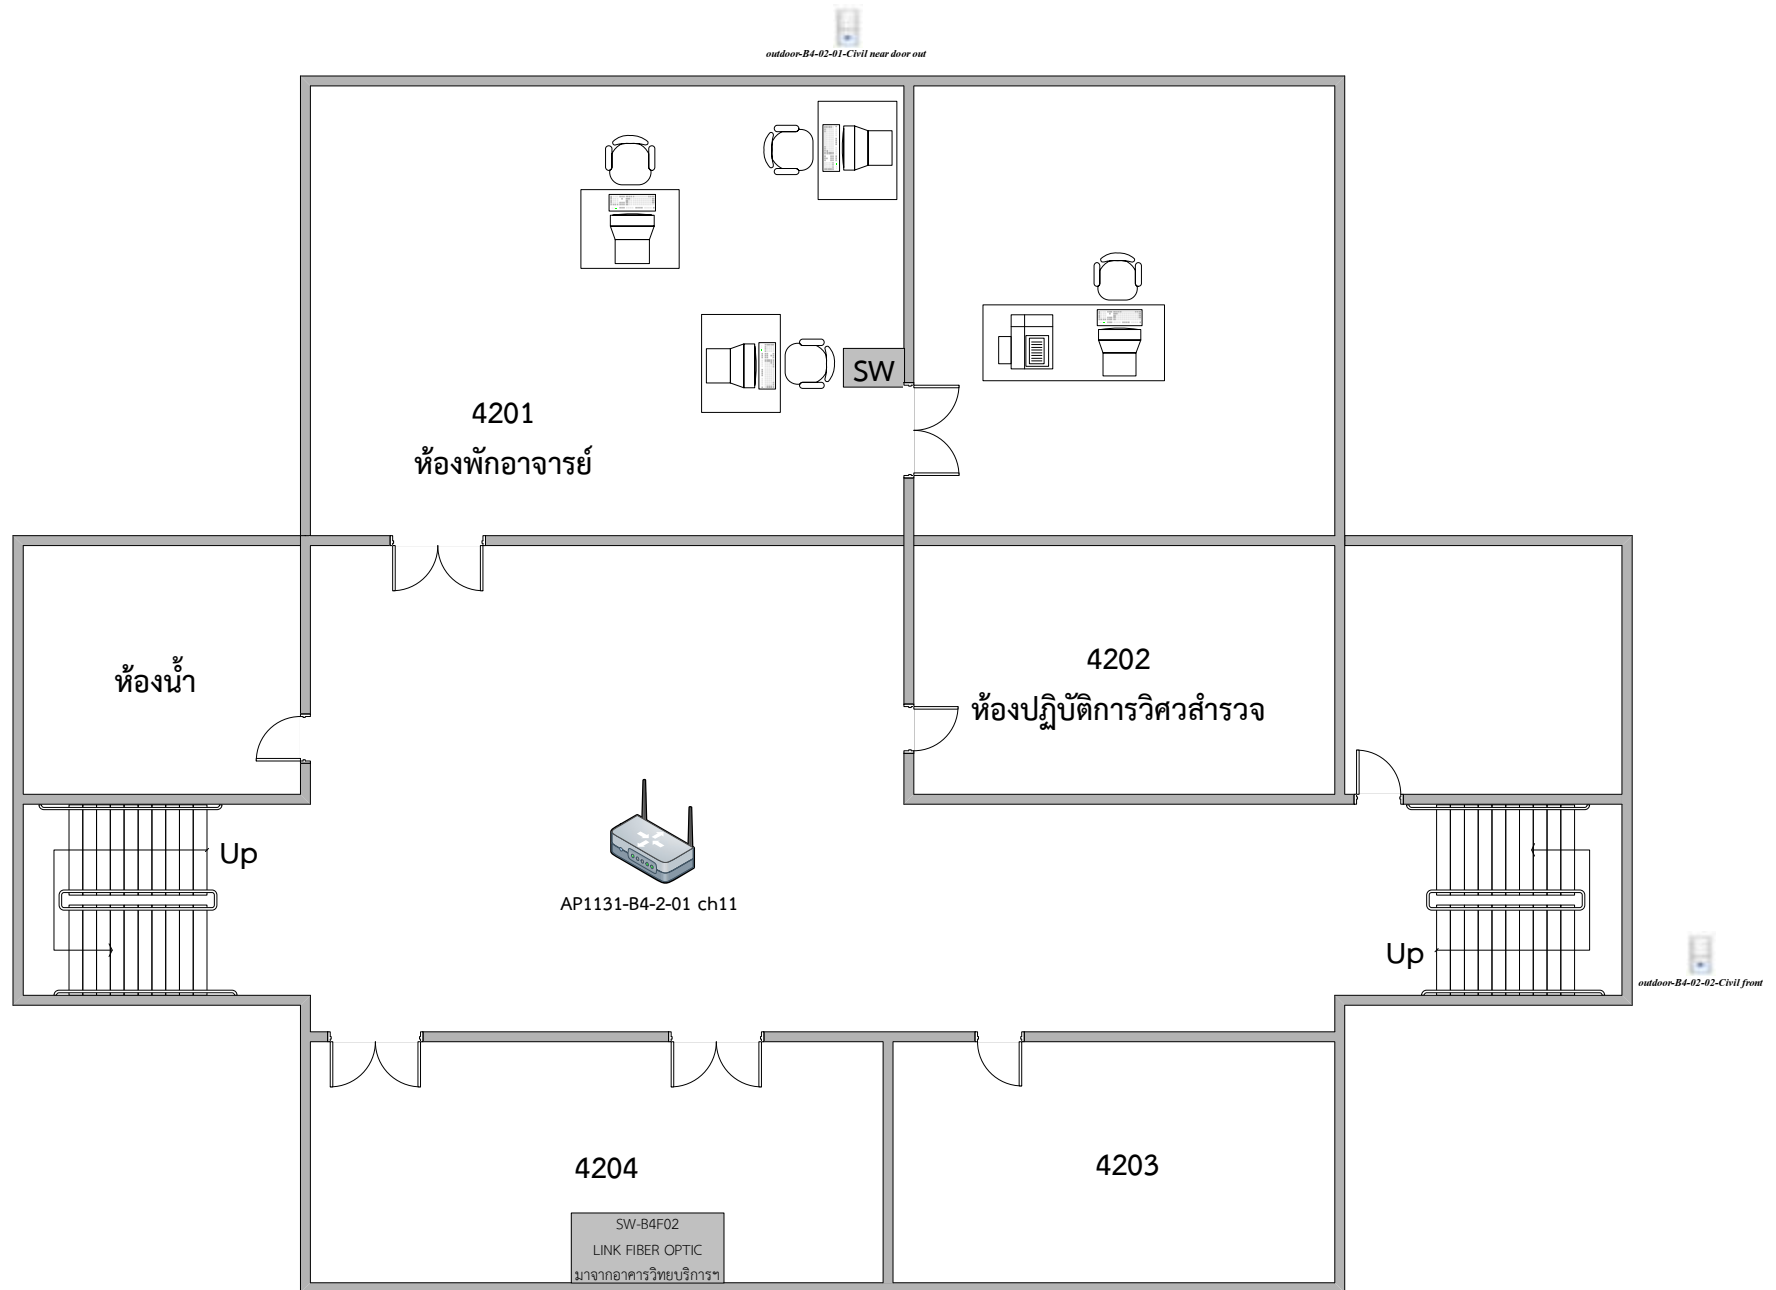 outdoor-B4-02-01-Civil near door out
SW
4201
ห้องพักอาจารย์
ห้องน้ำ
4202
ห้องปฏิบัติการวิศวสำรวจ
Up
AP1131-B4-2-01 ch11
Up
outdoor-B4-02-02-Civil front
4204
4203
SW-B4F02
LINK FIBER OPTIC
มาจากอาคารวิทยบริการฯ